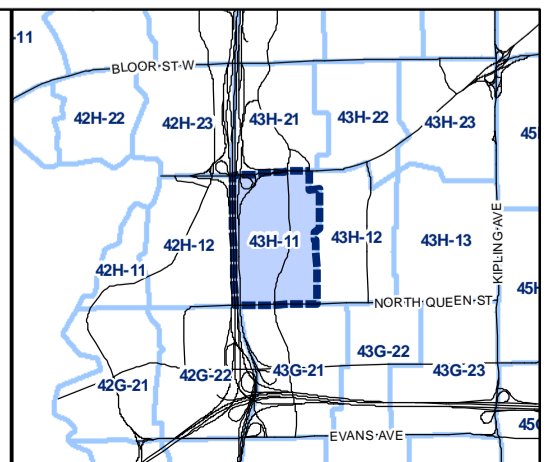 -11
BLOOR ST W
42H-22
42H-23
43H-21
43H-22
43H-23
45
42H-11
42H-12
43H-11
43H-12
43H-13
KIPLING AVE
45H
NORTH QUEEN ST
42G-21
42G-22
43G-21
43G-22
43G-23
45G
EVANS AVE